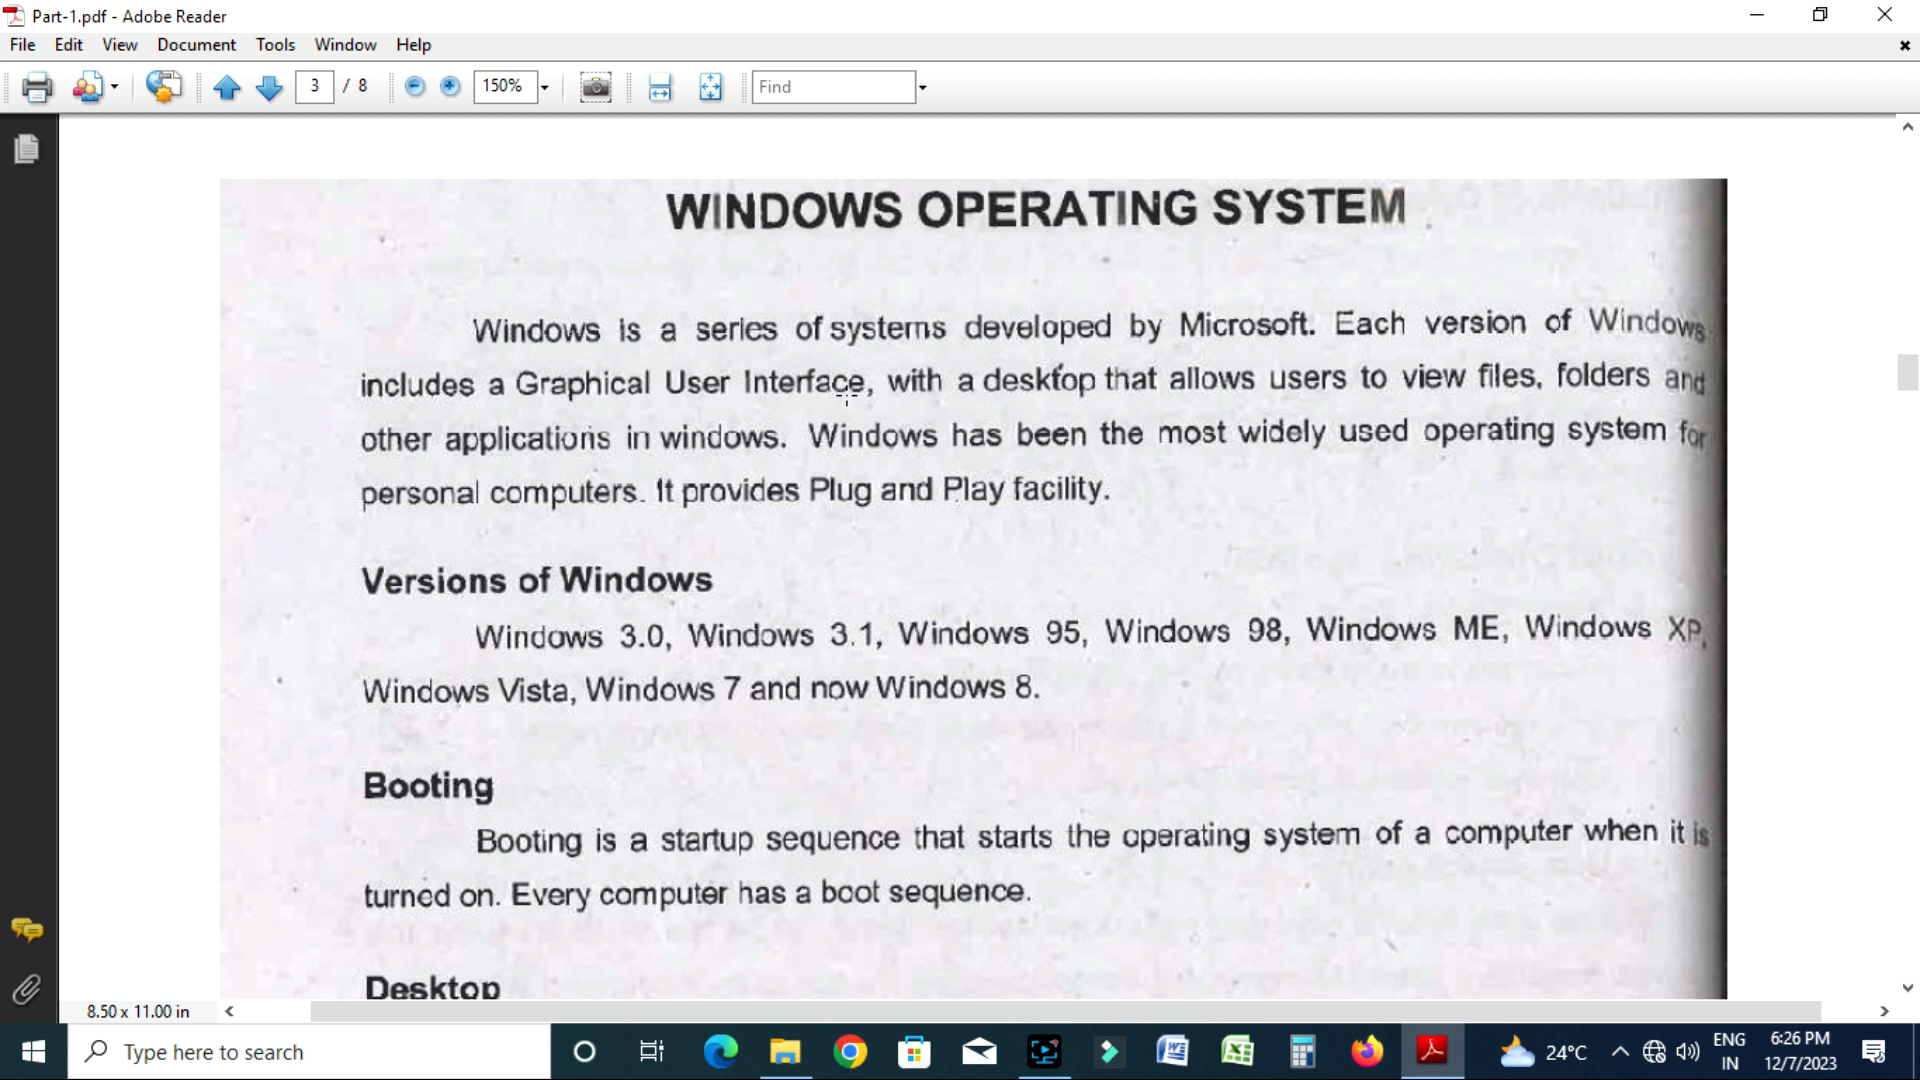 Part-1.pdf - Adobe Reader
File Edit View Document Tools Window Help
3 / 8 150% Find
WINDOWS OPERATING SYSTEM
Windows is a series of systems developed by Microsoft. Each version of Windows
includes a Graphical User Interface, with a desktop that allows users to view files, folders and
other applications in windows. Windows has been the most widely used operating system for
personal computers. It provides Plug and Play facility.
Versions of Windows
Windows 3.0, Windows 3.1, Windows 95, Windows 98, Windows ME, Windows XP,
Windows Vista, Windows 7 and now Windows 8.
Booting
Booting is a startup sequence that starts the operating system of a computer when it is
turned on. Every computer has a boot sequence.
Desktop
8.50 x 11.00 in
Type here to search
24°C
ENG
IN
6:26 PM
12/7/2023